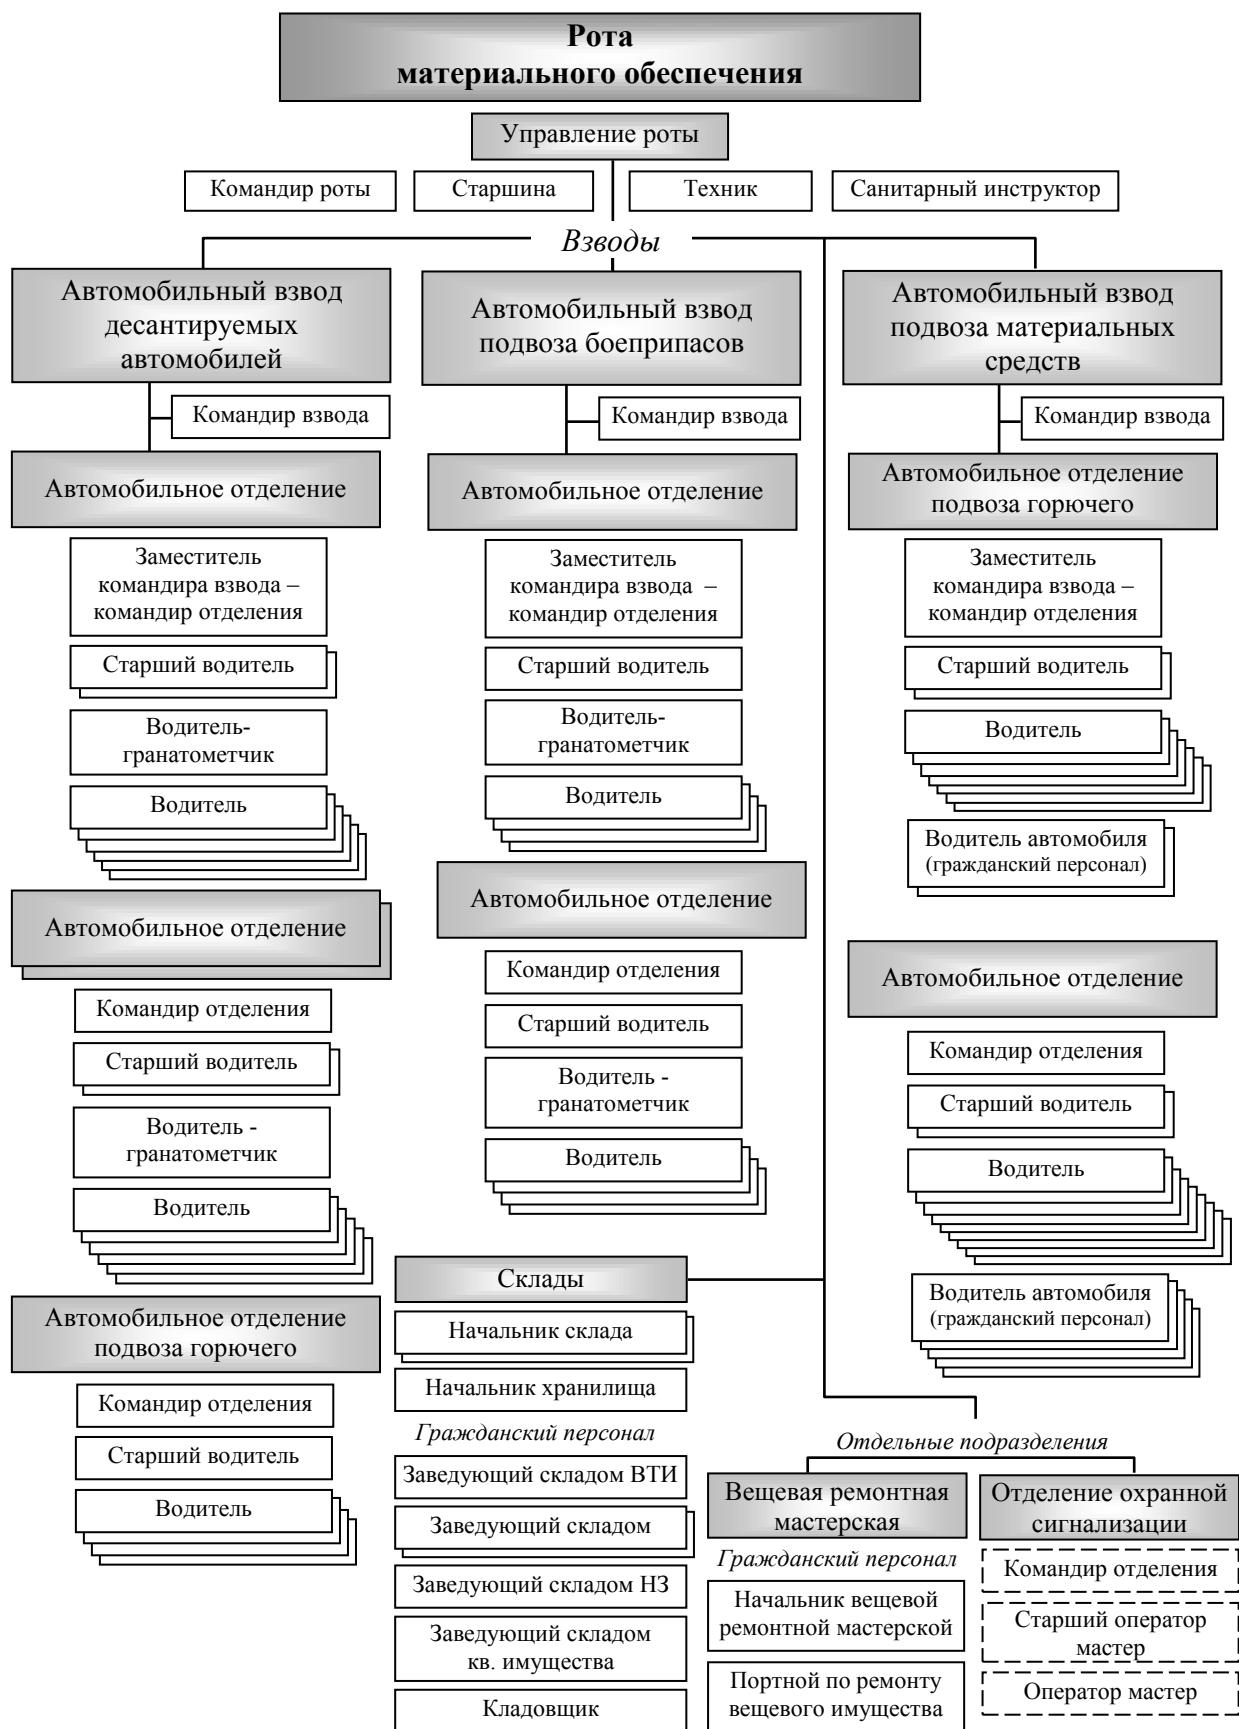 Рота
материального обеспечения
Управление роты
Командир роты
Старшина
Техник
Санитарный инструктор
Взводы
Автомобильный взвод
десантируемых
автомобилей
Командир взвода
Автомобильное отделение
Заместитель
командира взвода –
командир отделения
Старший водитель
Водитель-
гранатометчик
Водитель
Автомобильное отделение
Командир отделения
Старший водитель
Водитель -
гранатометчик
Водитель
Автомобильное отделение
подвоза горючего
Командир отделения
Старший водитель
Водитель
Автомобильный взвод
подвоза боеприпасов
Командир взвода
Автомобильное отделение
Заместитель
командира взвода –
командир отделения
Старший водитель
Водитель-
гранатометчик
Водитель
Автомобильное отделение
Командир отделения
Старший водитель
Водитель -
гранатометчик
Водитель
Автомобильный взвод
подвоза материальных
средств
Командир взвода
Автомобильное отделение
подвоза горючего
Заместитель
командира взвода –
командир отделения
Старший водитель
Водитель
Водитель автомобиля
(гражданский персонал)
Автомобильное отделение
Командир отделения
Старший водитель
Водитель
Водитель автомобиля
(гражданский персонал)
Склады
Начальник склада
Начальник хранилища
Гражданский персонал
Заведующий складом ВТИ
Заведующий складом
Заведующий складом НЗ
Заведующий складом
кв. имущества
Кладовщик
Отдельные подразделения
Вещевая ремонтная
мастерская
Гражданский персонал
Начальник вещевой
ремонтной мастерской
Портной по ремонту
вещевого имущества
Отделение охранной
сигнализации
Командир отделения
Старший оператор
мастер
Оператор мастер